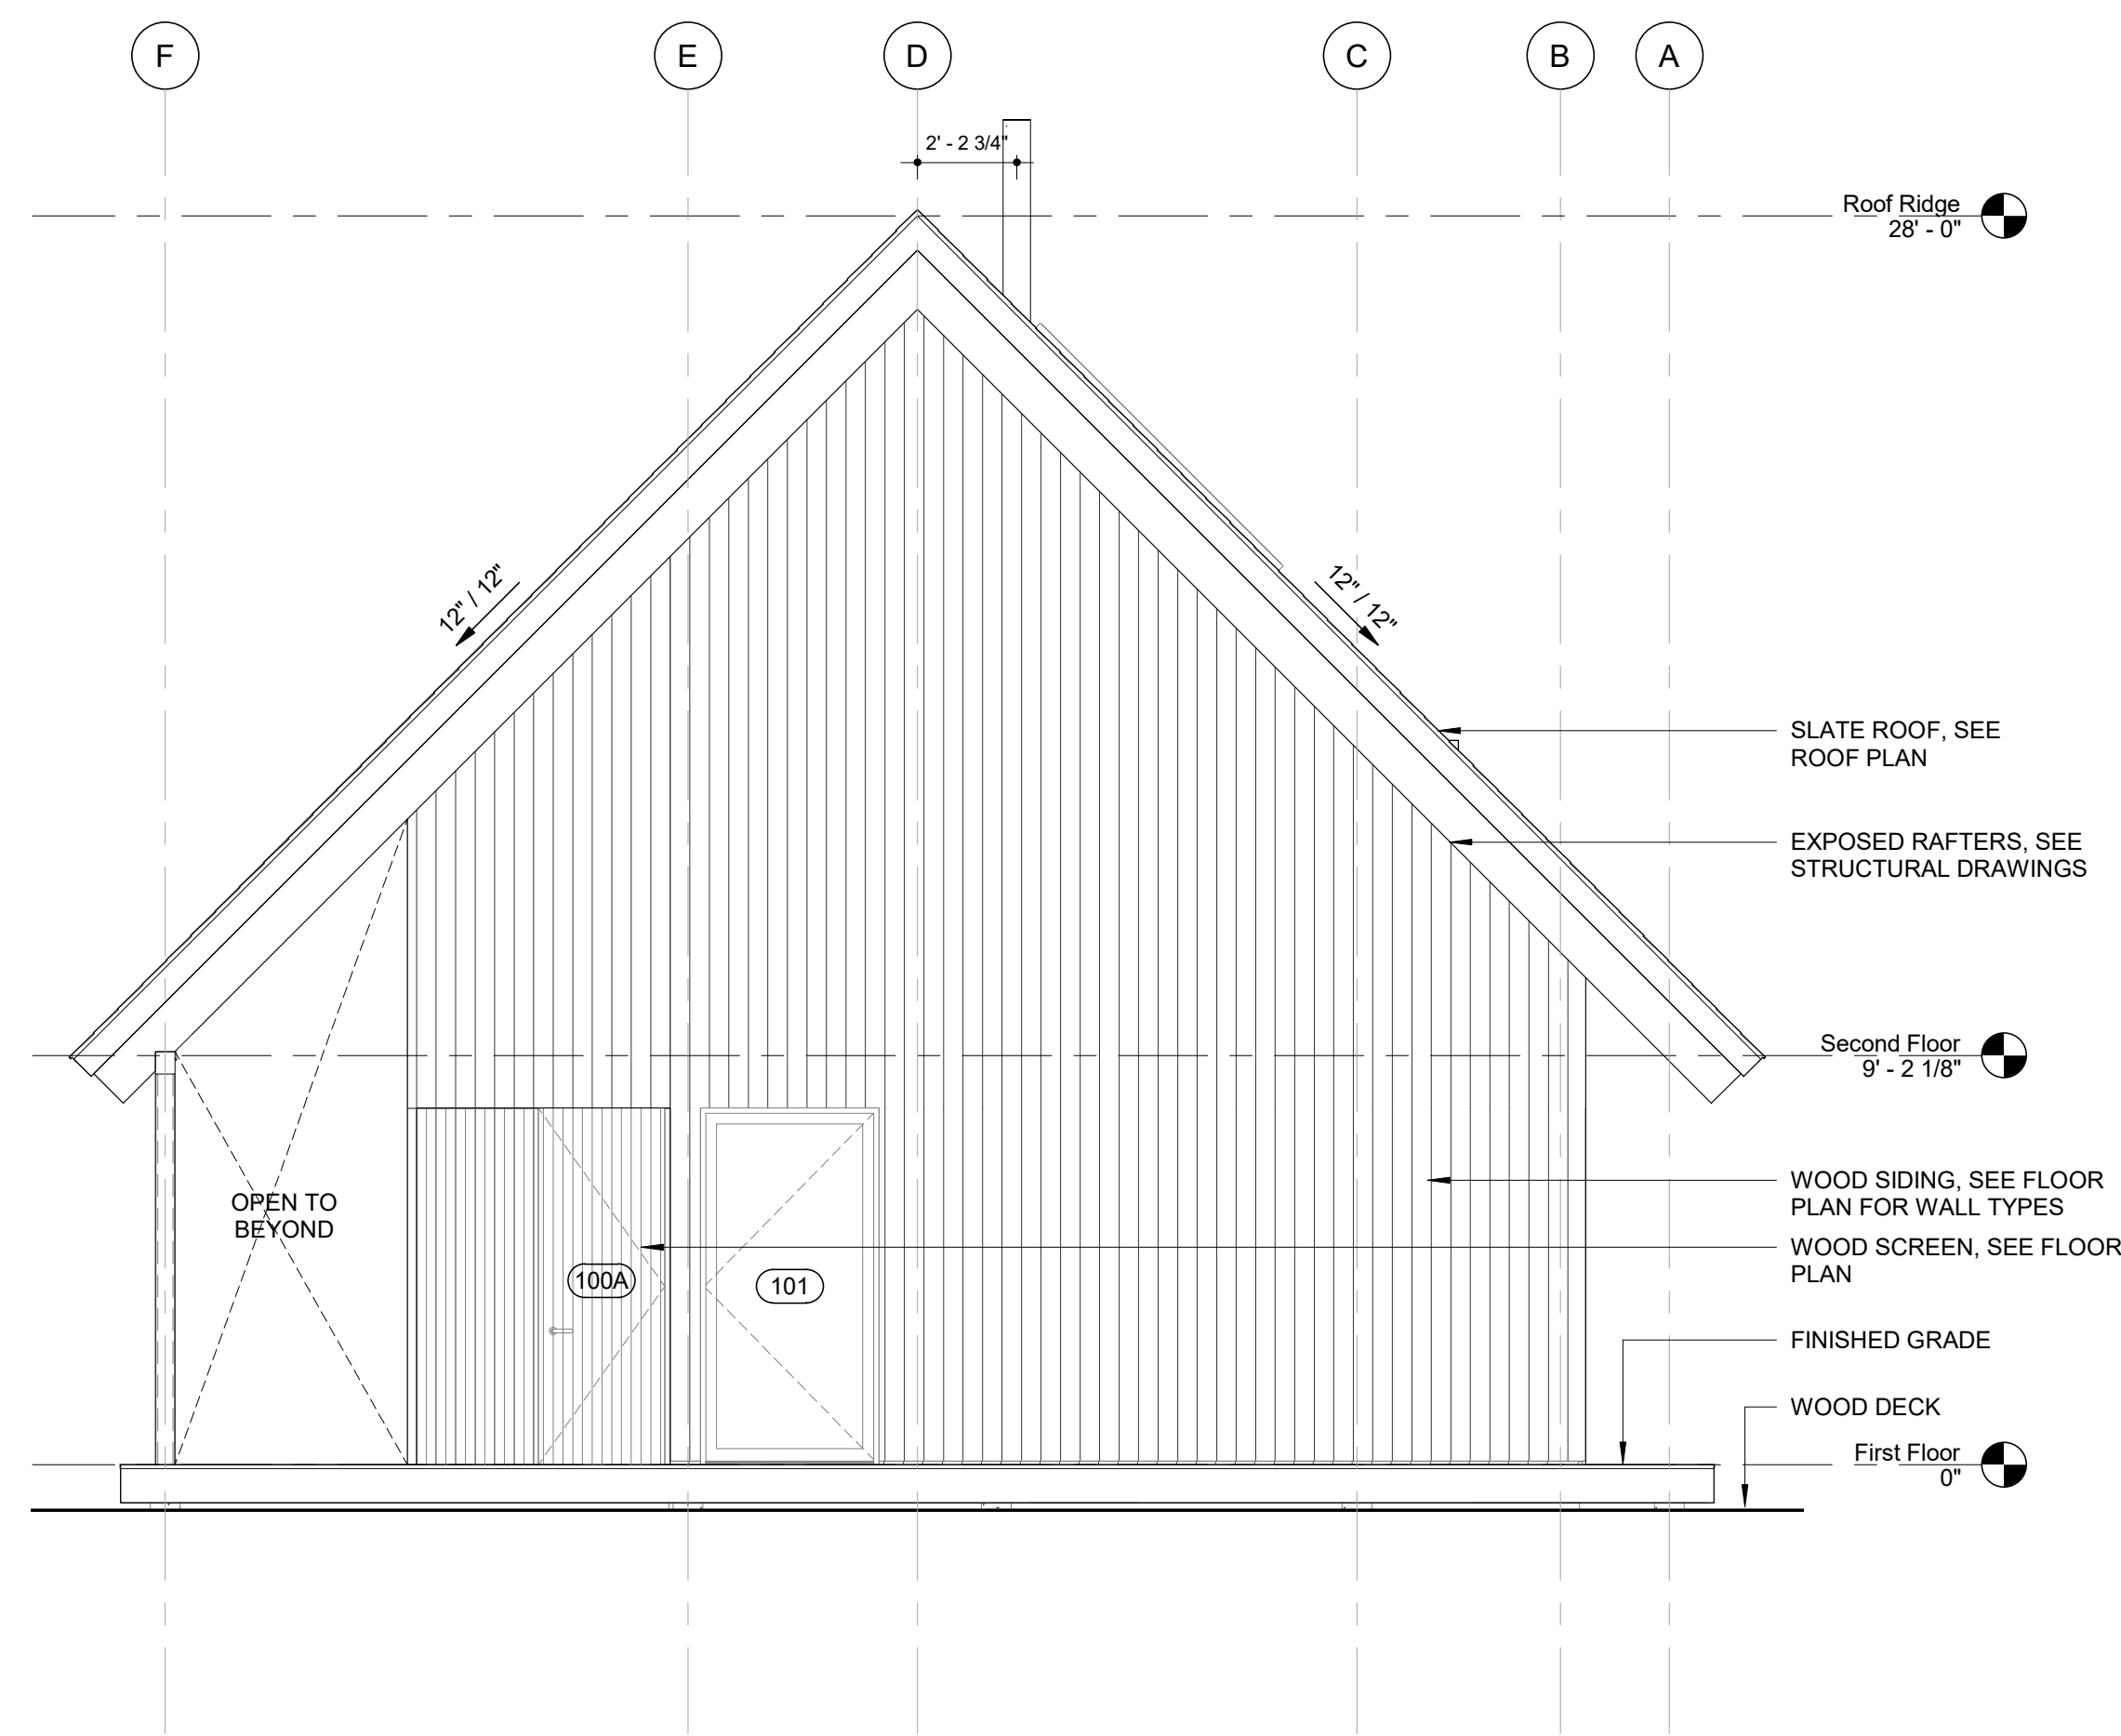 F
E
D
C
B
A
2' - 2 3/4"
Roof Ridge
28' - 0"
12" / 12"
12" / 12"
SLATE ROOF, SEE
ROOF PLAN
EXPOSED RAFTERS, SEE
STRUCTURAL DRAWINGS
Second Floor
9' - 2 1/8"
WOOD SIDING, SEE FLOOR
PLAN FOR WALL TYPES
OPEN TO
BEYOND
WOOD SCREEN, SEE FLOOR
PLAN
100A
101
FINISHED GRADE
WOOD DECK
First Floor
0"